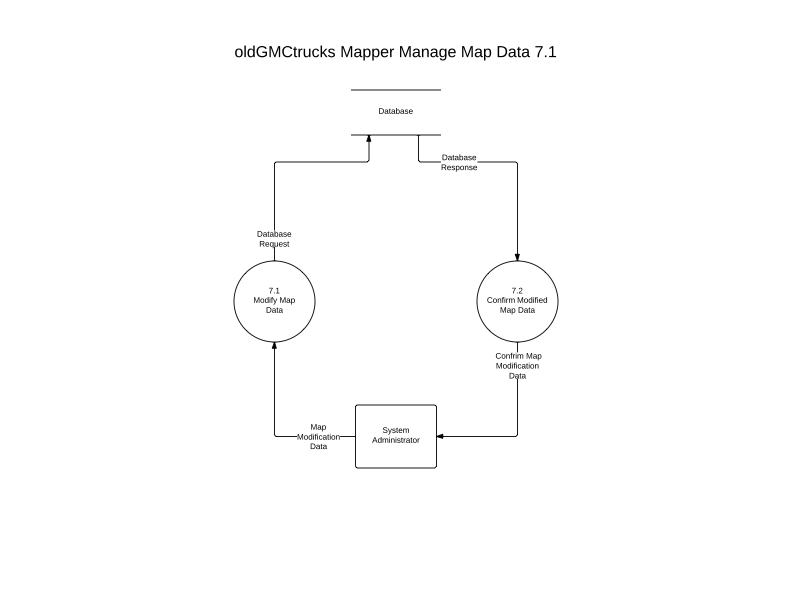 oldGMCtrucks Mapper Manage Map Data 7.1
Database
Database
Response
Database
Request
7.1
Modify Map
Data
7.2
Confirm Modified
Map Data
Confrim Map
Modification
Data
Map
Modification
Data
System
Administrator